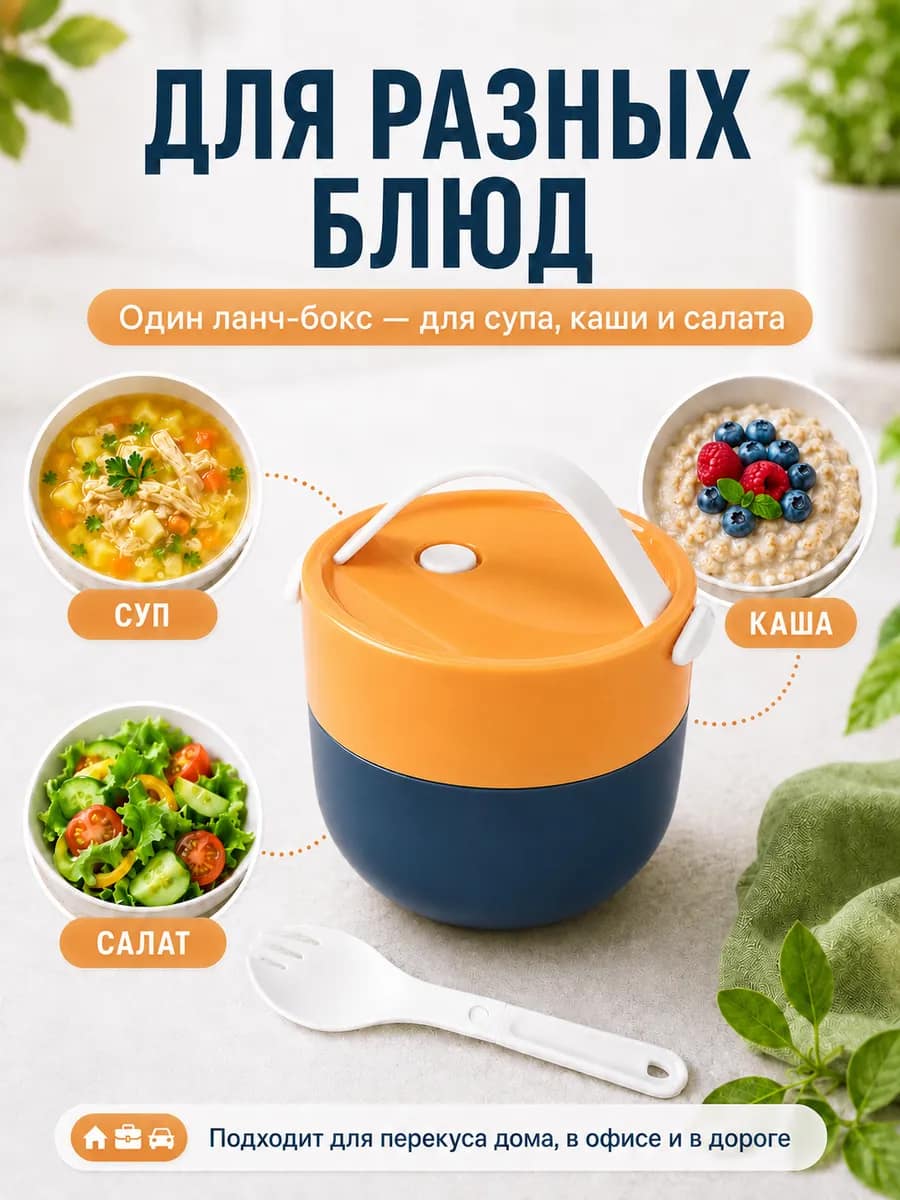 ДЛЯ РАЗНЫХ
БЛЮД
Один ланч-бокс — для супа, каши и салата
СУП
КАША
САЛАТ
Подходит для перекуса дома, в офисе и в дороге